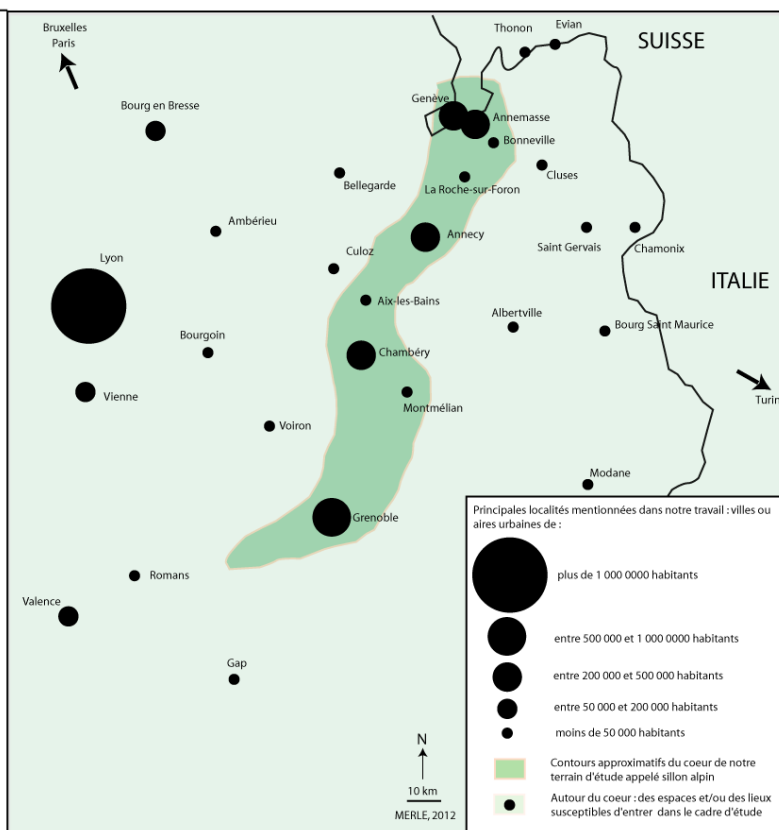 Bruxelles
Paris
Thonon
Evian
SUISSE
Bourg en Bresse
Genève
Annemasse
Bonneville
Cluses
Bellegarde
La Roche-sur-Foron
Ambérieu
Annecy
Saint Gervais
Chamonix
Lyon
Culoz
ITALIE
Aix-les-Bains
Albertville
Bourg Saint Maurice
Bourgoin
Chambéry
Vienne
Montmélian
Turin
Voiron
Modane
Grenoble
Romans
Valence
Gap
N
10 km
MERLE, 2012
Principales localités mentionnées dans notre travail : villes ou
aires urbaines de :
plus de 1 000 0000 habitants
entre 500 000 et 1 000 0000 habitants
entre 200 000 et 500 000 habitants
entre 50 000 et 200 000 habitants
moins de 50 000 habitants
Contours approximatifs du coeur de notre
terrain d'étude appelé sillon alpin
Autour du coeur : des espaces et/ou des lieux
susceptibles d'entrer dans le cadre d'étude